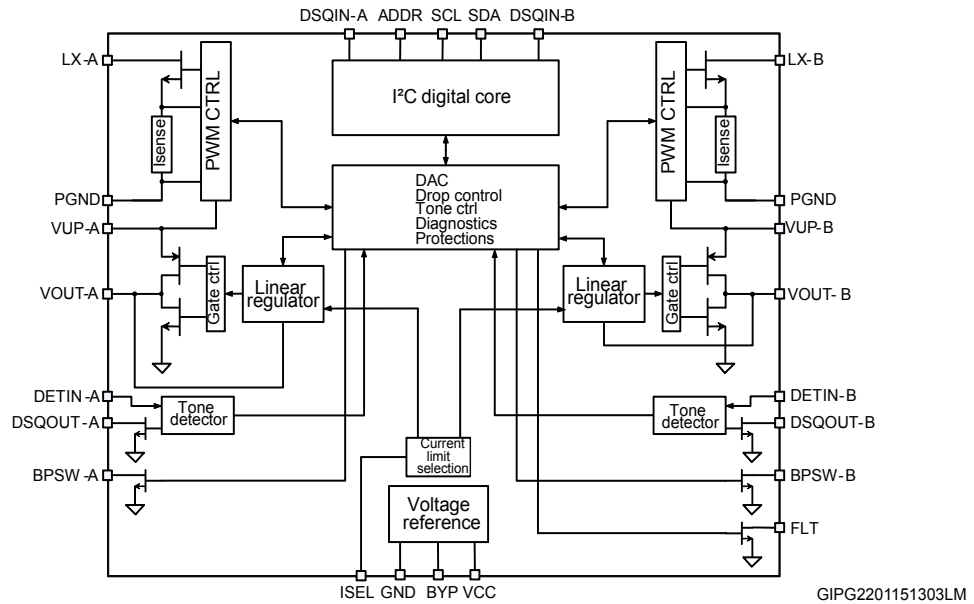 DSQIN-A ADDR SCL SDA DSQIN-B
LX-A
LX-B
I²C digital core
PWM CTRL
PWM CTRL
Isense
Isense
DAC
Drop control
Tone ctrl
Diagnostics
Protections
PGND
PGND
VUP-A
VUP-B
Gate ctrl
Linear
regulator
Linear
regulator
Gate ctrl
VOUT-A
VOUT- B
DETIN -A
DETIN-B
Tone
detector
Tone
detector
DSQOUT-A
DSQOUT-B
Current
limit
selection
BPSW -A
BPSW-B
Voltage
reference
FLT
ISEL GND BYP VCC
GIPG2201151303LM